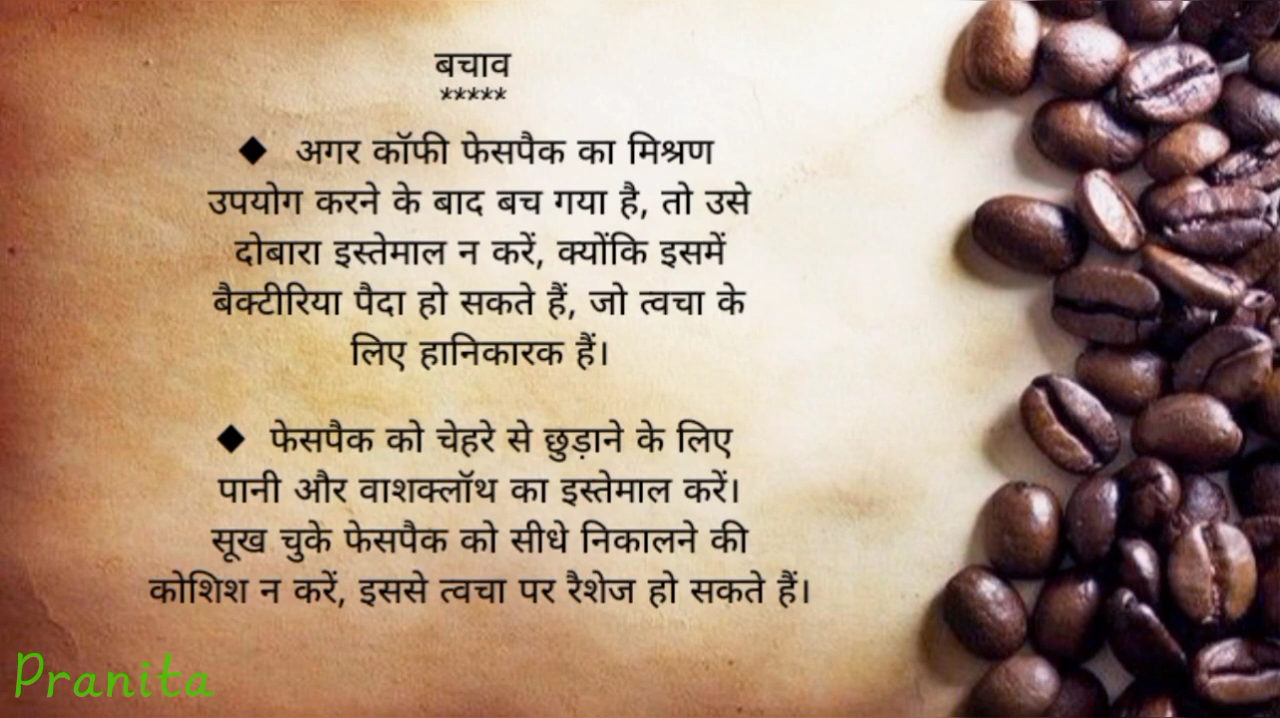 बचाव
*****
◆ अगर कॉफी फेसपैक का मिश्रण
उपयोग करने के बाद बच गया है, तो उसे
दोबारा इस्तेमाल न करें, क्योंकि इसमें
बैक्टीरिया पैदा हो सकते हैं, जो त्वचा के
लिए हानिकारक हैं।
◆ फेसपैक को चेहरे से छुड़ाने के लिए
पानी और वाशक्लॉथ का इस्तेमाल करें।
सूख चुके फेसपैक को सीधे निकालने की
कोशिश न करें, इससे त्वचा पर रैशेज हो सकते हैं।
Pranita